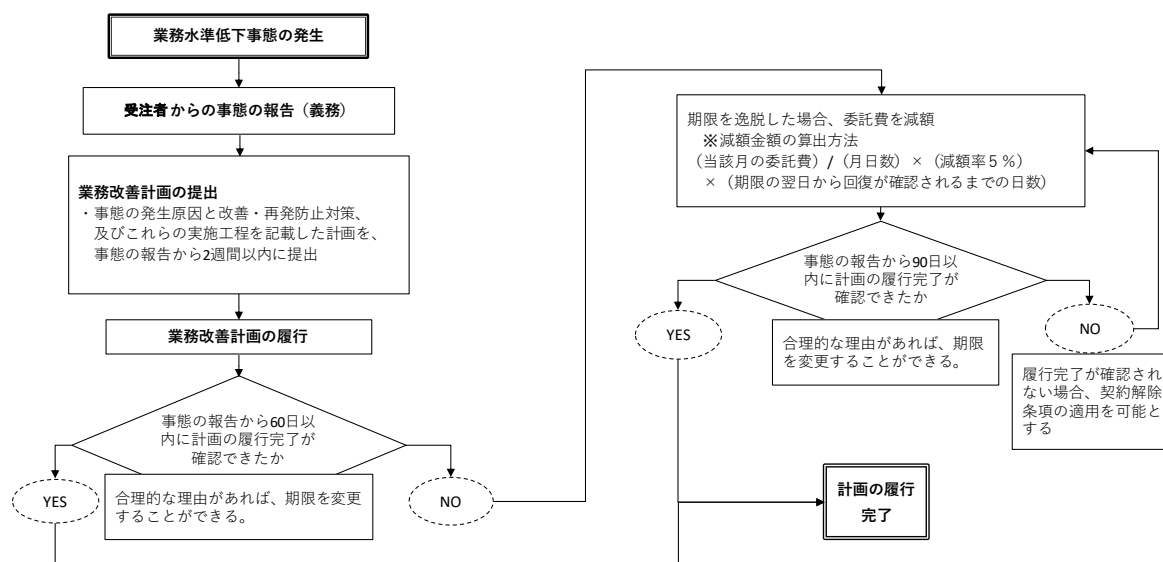 業務水準低下事態の発生
受注者からの事態の報告（義務）
業務改善計画の提出
・事態の発生原因と改善・再発防止対策、
及びこれらの実施工程を記載した計画を、
事態の報告から2週間以内に提出
業務改善計画の履行
事態の報告から60日以
内に計画の履行完了が
確認できたか
YES
合理的な理由があれば、期限を変更
することができる。
NO
期限を逸脱した場合、委託費を減額
※減額金額の算出方法
（当該月の委託費）/（月日数）×（減額率５％）
×（期限の翌日から回復が確認されるまでの日数）
事態の報告から90日以
内に計画の履行完了が
確認できたか
YES
合理的な理由があれば、期限
を変更することができる。
NO
履行完了が確認され
ない場合、契約解除
条項の適用を可能と
する
計画の履行
完了